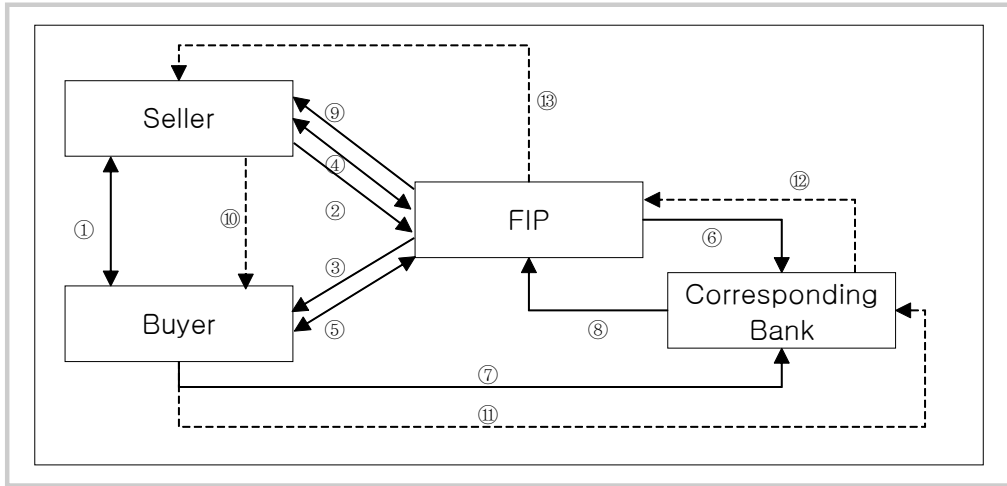 ⑬
Seller
⑨
④
②
⑫
①
⑩
FIP
⑥
③
Corresponding
Bank
Buyer
⑤
⑧
⑦
⑪